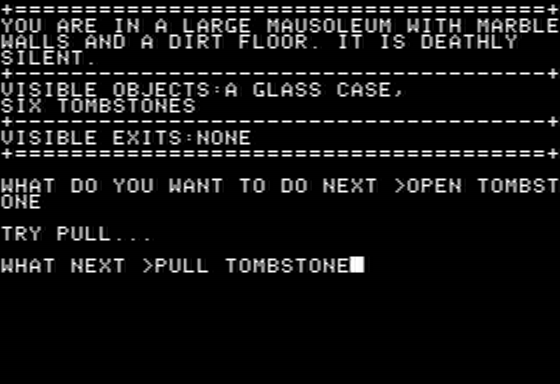 +=====================================+
YOU ARE IN A LARGE MAUSOLEUM WITH MARBLE
WALLS AND A DIRT FLOOR. IT IS DEATHLY
SILENT.
+-------------------------------------+
VISIBLE OBJECTS:A GLASS CASE,
SIX TOMBSTONES
+-------------------------------------+
VISIBLE EXITS:NONE
+=====================================+
WHAT DO YOU WANT TO DO NEXT >OPEN TOMBST
ONE
TRY PULL...
WHAT NEXT >PULL TOMBSTONE